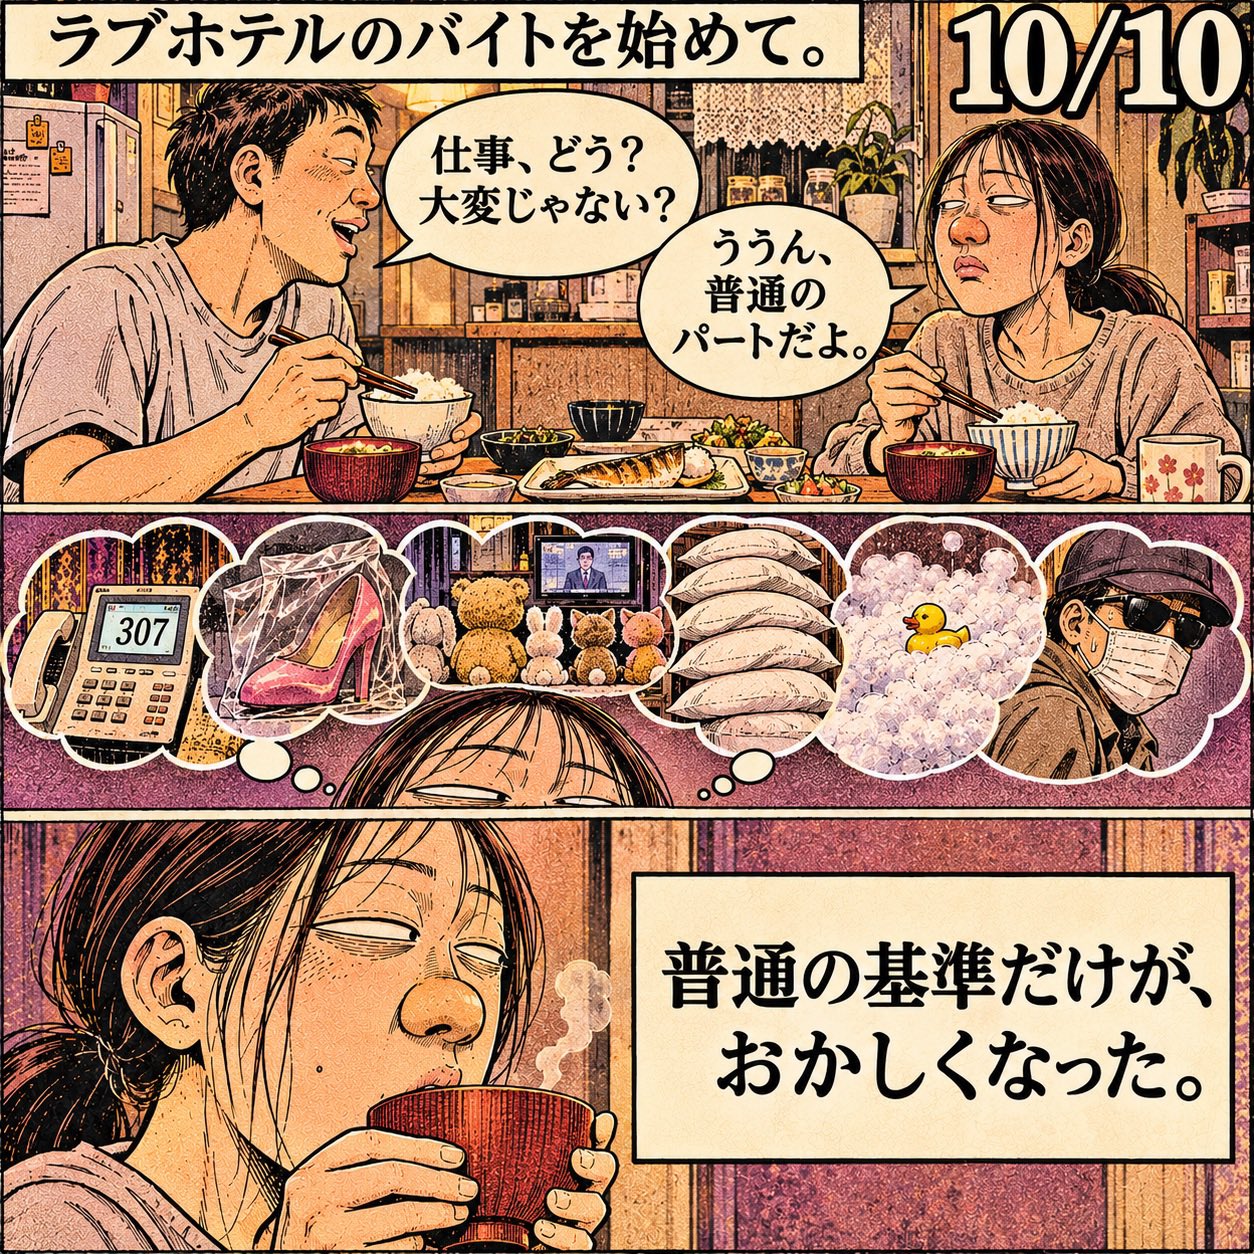 ラブホテルのバイトを始めて。
10/10
仕事、どう?
大変じゃない?
ううん、
普通の
パートだよ。
307
普通の基準だけが、
おかしくなった。